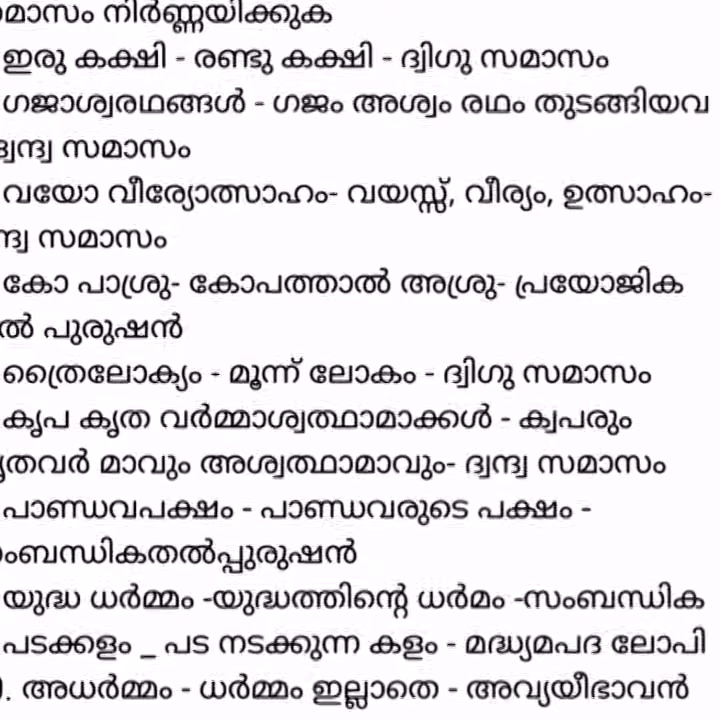 മാസം നിർണ്ണയിക്കുക
ഇരു കക്ഷി - രണ്ടു കക്ഷി - ദ്വിഗു സമാസം
ഗജാശ്വരഥങ്ങൾ - ഗജം അശ്വം രഥം തുടങ്ങിയവ
ദ്വന്ദ്വ സമാസം
വയോ വീര്യോത്സാഹം- വയസ്സ്, വീര്യം, ഉത്സാഹം-
ന്ദ്വ സമാസം
കോ പാശ്രു- കോപത്താൽ അശ്രു- പ്രയോജിക
ൽ പുരുഷൻ
ത്രൈലോക്യം - മൂന്ന് ലോകം - ദ്വിഗു സമാസം
കൃപ കൃത വർമ്മാശ്വത്ഥാമാക്കൾ - ക്വപരും
കൃതവർ മാവും അശ്വത്ഥാമാവും- ദ്വന്ദ്വ സമാസം
പാണ്ഡവപക്ഷം - പാണ്ഡവരുടെ പക്ഷം -
ംബന്ധികതൽപ്പുരുഷൻ
യുദ്ധ ധർമ്മം -യുദ്ധത്തിന്റെ ധർമം -സംബന്ധിക
പടക്കളം _ പട നടക്കുന്ന കളം - മദ്ധ്യമപദ ലോപി
). അധർമ്മം - ധർമ്മം ഇല്ലാതെ - അവ്യയീഭാവൻ